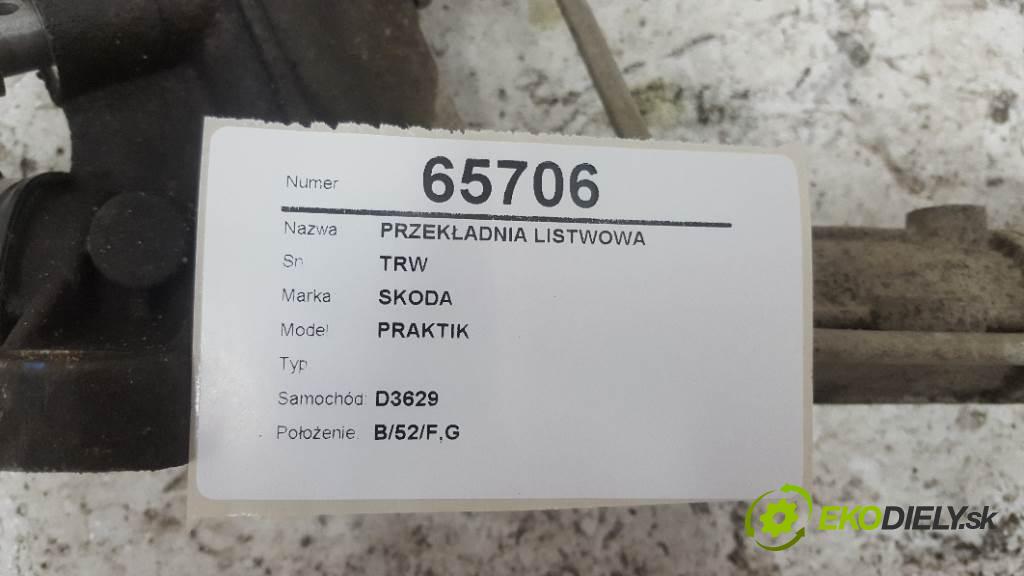 Numer 65706
Nazwa PRZEKŁADNIA LISTWOWA
Sn TRW
Marka SKODA
Model PRAKTIK
Typ
Samochód: D3629
Położenie: B/52/F,G
EKODIELY.sk